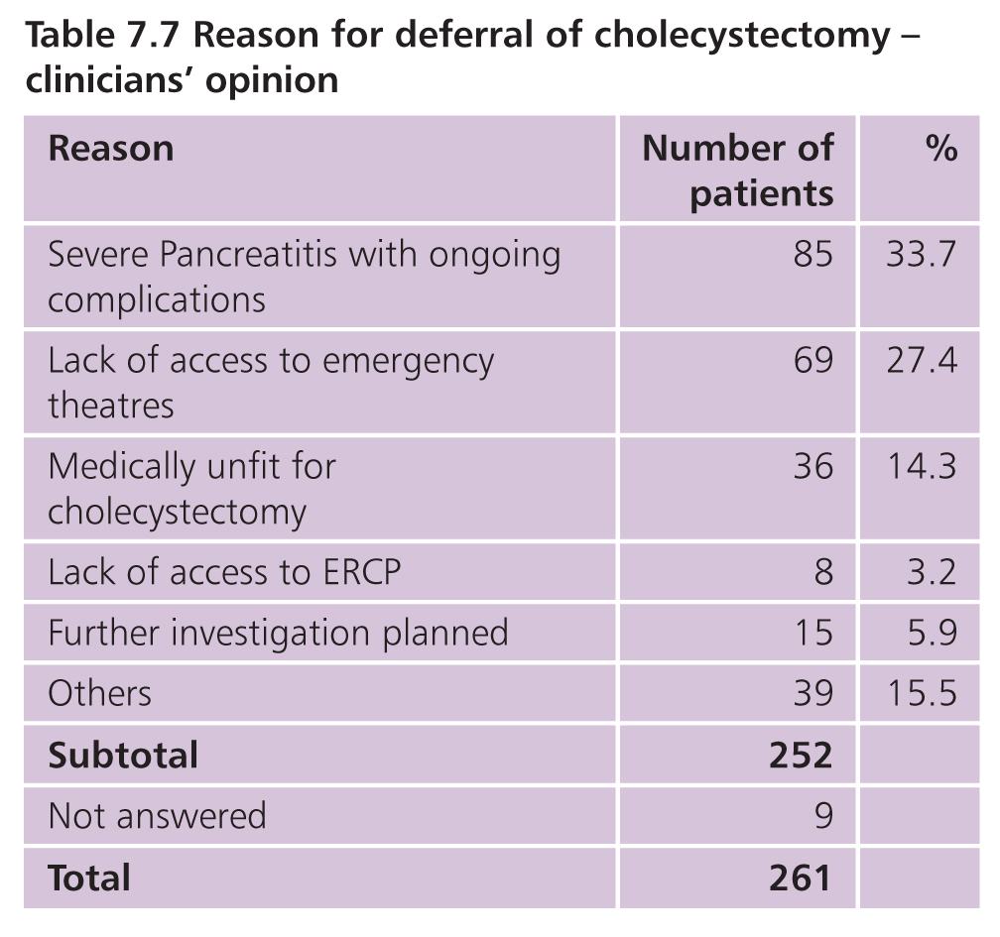 Table 7.7 Reason for deferral of cholecystectomy –
clinicians’ opinion
Reason Number of patients %
Severe Pancreatitis with ongoing complications 85 33.7
Lack of access to emergency theatres 69 27.4
Medically unfit for cholecystectomy 36 14.3
Lack of access to ERCP 8 3.2
Further investigation planned 15 5.9
Others 39 15.5
Subtotal 252
Not answered 9
Total 261